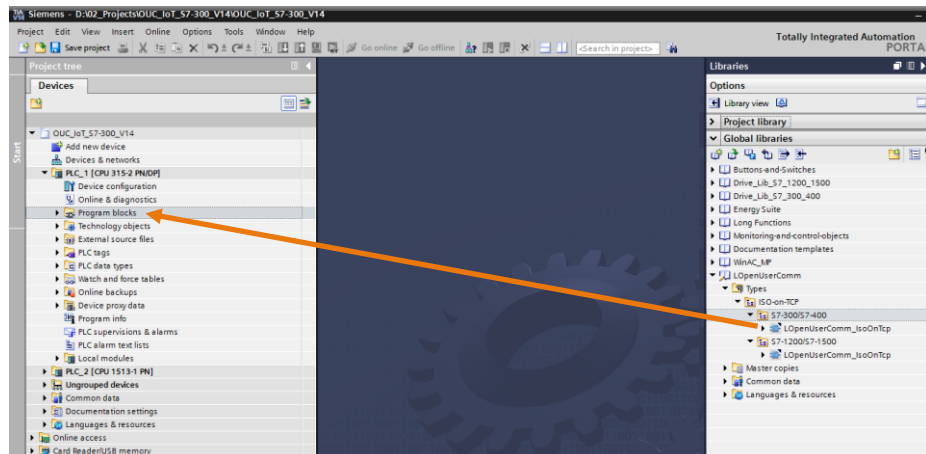 Siemens - D:\02_Projects\OUC_IoT_S7-300_V14\OUC_IoT_S7-300_V14
Project Edit View Insert Online Options Tools Window Help
Save project Go online Go offline <Search in project>
Totally Integrated Automation
PORTAL
Project tree
Devices
Start
OUC_IoT_S7-300_V14
Add new device
Devices & networks
PLC_1 [CPU 315-2 PN/DP]
Device configuration
Online & diagnostics
Program blocks
Technology objects
External source files
PLC tags
PLC data types
Watch and force tables
Online backups
Device proxy data
Program info
PLC supervisions & alarms
PLC alarm text lists
Local modules
PLC_2 [CPU 1513-1 PN]
Ungrouped devices
Common data
Documentation settings
Languages & resources
Online access
Card Reader/USB memory
Libraries
Options
Library view
Project library
Global libraries
Buttons-and-Switches
Drive_Lib_S7_1200_1500
Drive_Lib_S7_300_400
Energy Suite
Long Functions
Monitoring-and-control-objects
Documentation templates
WinAC_MP
LOpenUserComm
Types
ISO-on-TCP
S7-300/S7-400
LOpenUserComm_IsoOnTcp
S7-1200/S7-1500
LOpenUserComm_IsoOnTcp
Master copies
Common data
Languages & resources